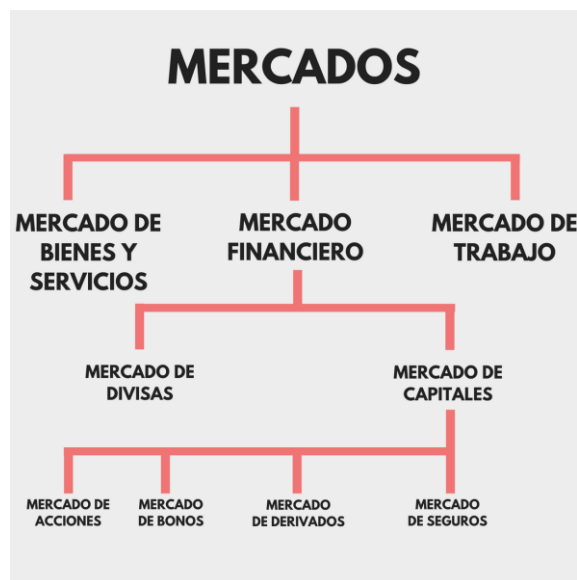 MERCADOS
MERCADO DE
BIENES Y
SERVICIOS
MERCADO
FINANCIERO
MERCADO DE
TRABAJO
MERCADO DE
DIVISAS
MERCADO DE
CAPITALES
MERCADO DE
ACCIONES
MERCADO
DE BONOS
MERCADO
DE DERIVADOS
MERCADO
DE SEGUROS